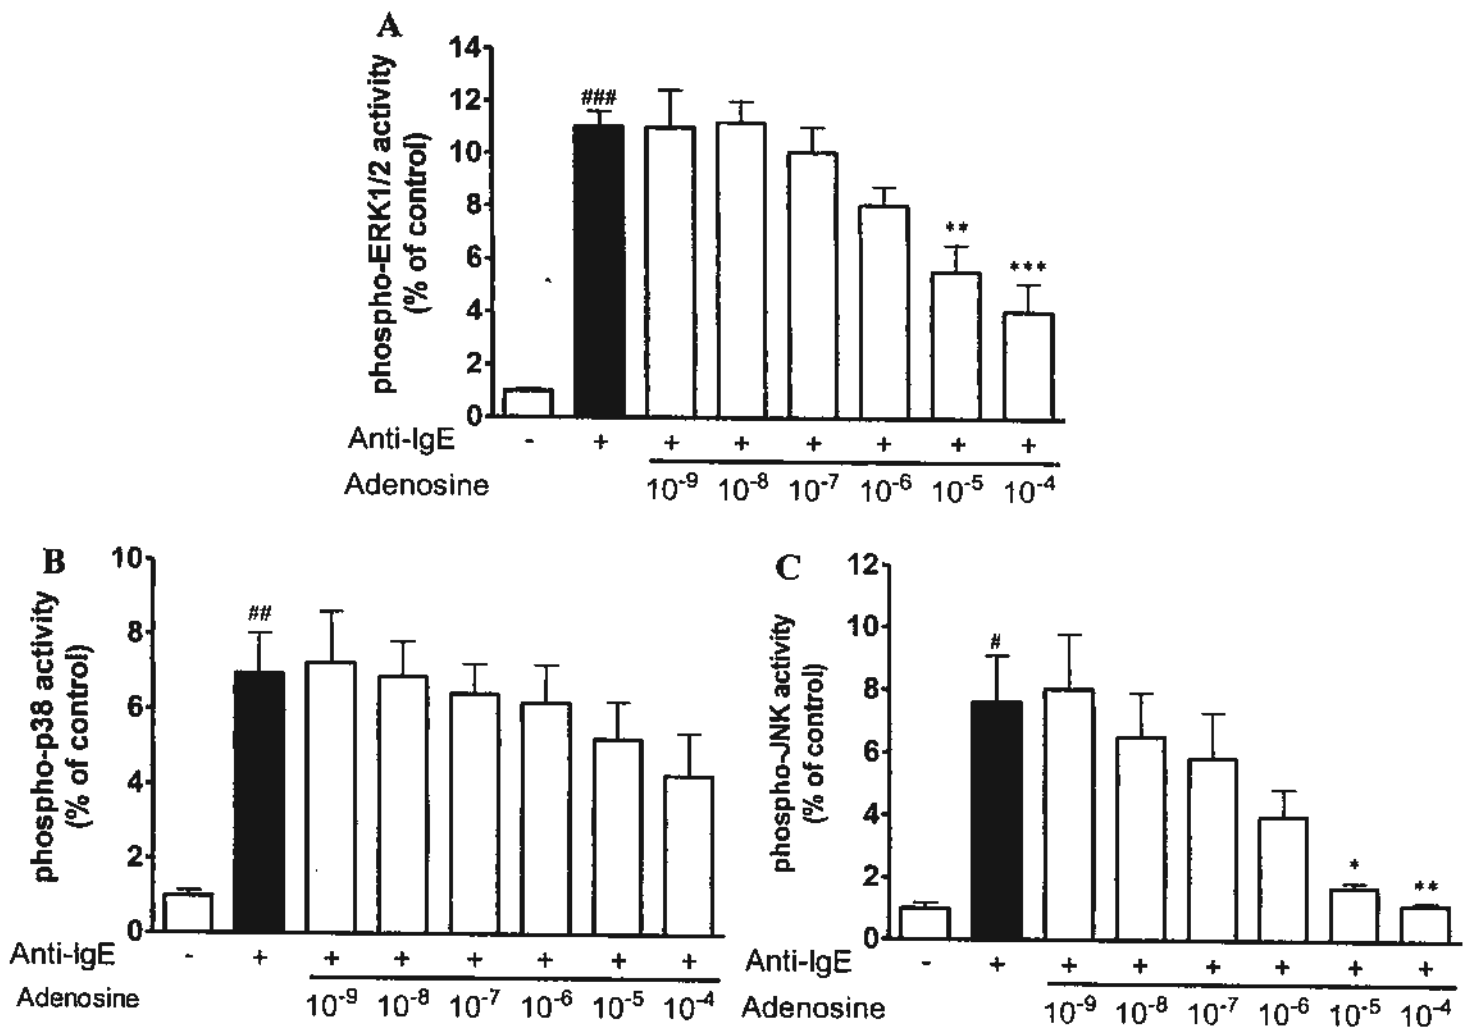 A
phospho-ERK1/2 activity
(% of control)
14
12
10
8
6
4
2
0
###
**
***
Anti-IgE - + + + + + + +
Adenosine 10⁻⁹ 10⁻⁸ 10⁻⁷ 10⁻⁶ 10⁻⁵ 10⁻⁴
B
phospho-p38 activity
(% of control)
10
8
6
4
2
0
##
Anti-IgE - + + + + + + +
Adenosine 10⁻⁹ 10⁻⁸ 10⁻⁷ 10⁻⁶ 10⁻⁵ 10⁻⁴
C
phospho-JNK activity
(% of control)
12
10
8
6
4
2
0
#
*
**
Anti-IgE - + + + + + + +
Adenosine 10⁻⁹ 10⁻⁸ 10⁻⁷ 10⁻⁶ 10⁻⁵ 10⁻⁴